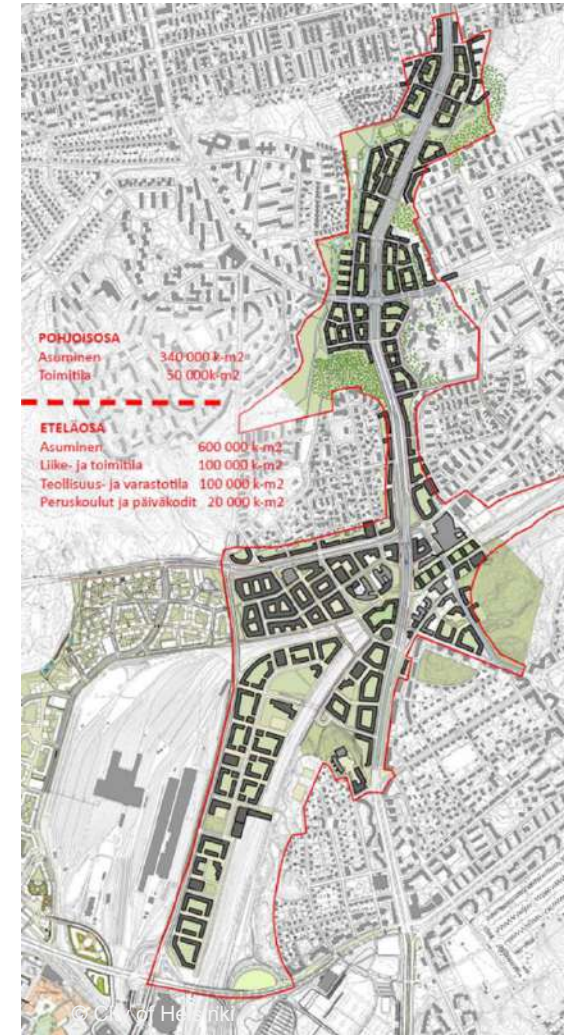 POHJOISOSA
Asuminen 340 000 k-m2
Toimitila 50 000k-m2
ETELÄOSA
Asuminen 600 000 k-m2
Liike- ja toimitila 100 000 k-m2
Teollisuus- ja varastotila 100 000 k-m2
Peruskoulut ja päiväkodit 20 000 k-m2
© City of Helsinki